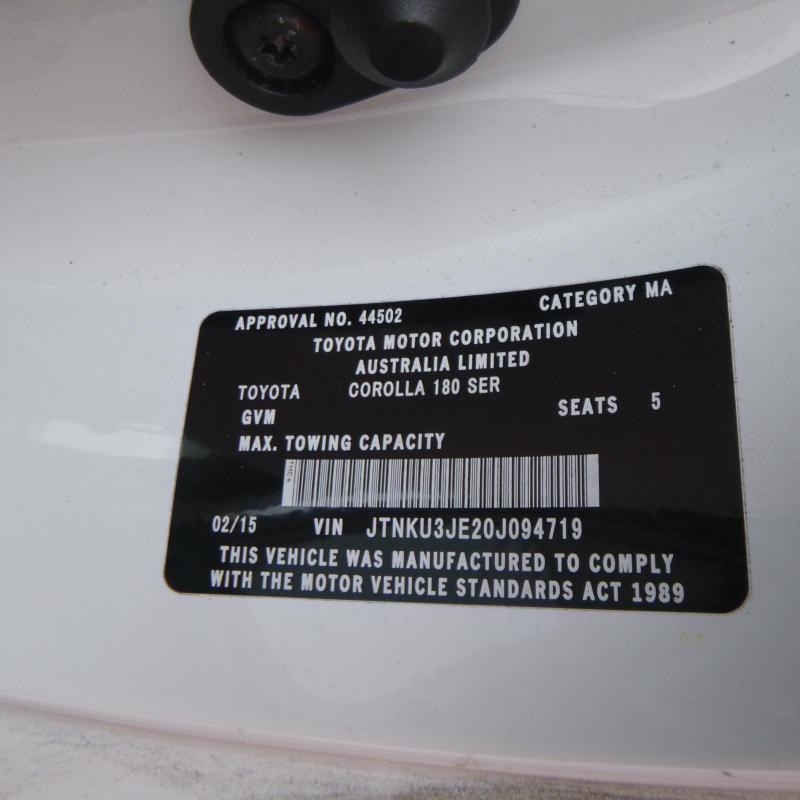 APPROVAL NO. 44502 CATEGORY MA
TOYOTA MOTOR CORPORATION
AUSTRALIA LIMITED
TOYOTA COROLLA 180 SER
GVM SEATS 5
MAX. TOWING CAPACITY
02/15 VIN JTNKU3JE20J094719
THIS VEHICLE WAS MANUFACTURED TO COMPLY
WITH THE MOTOR VEHICLE STANDARDS ACT 1989